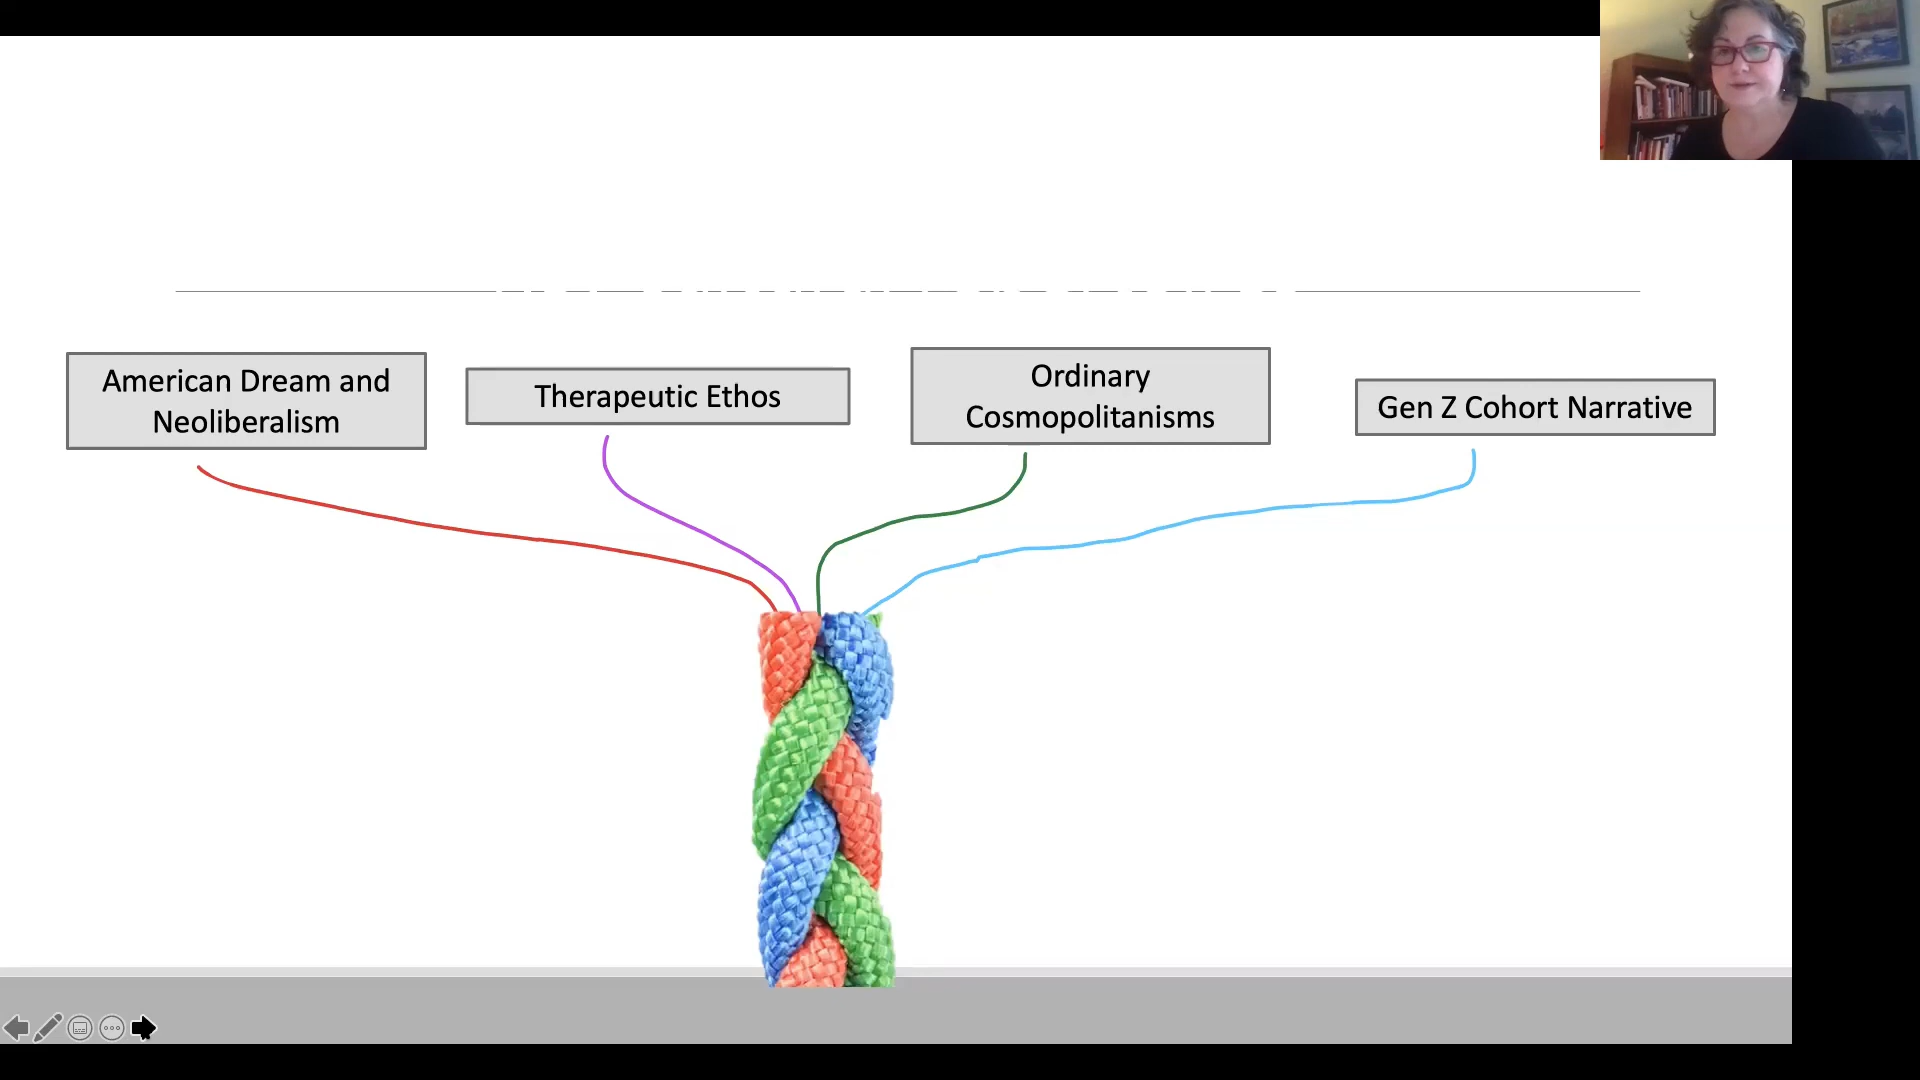 American Dream and
Neoliberalism
Therapeutic Ethos
Ordinary
Cosmopolitanisms
Gen Z Cohort Narrative